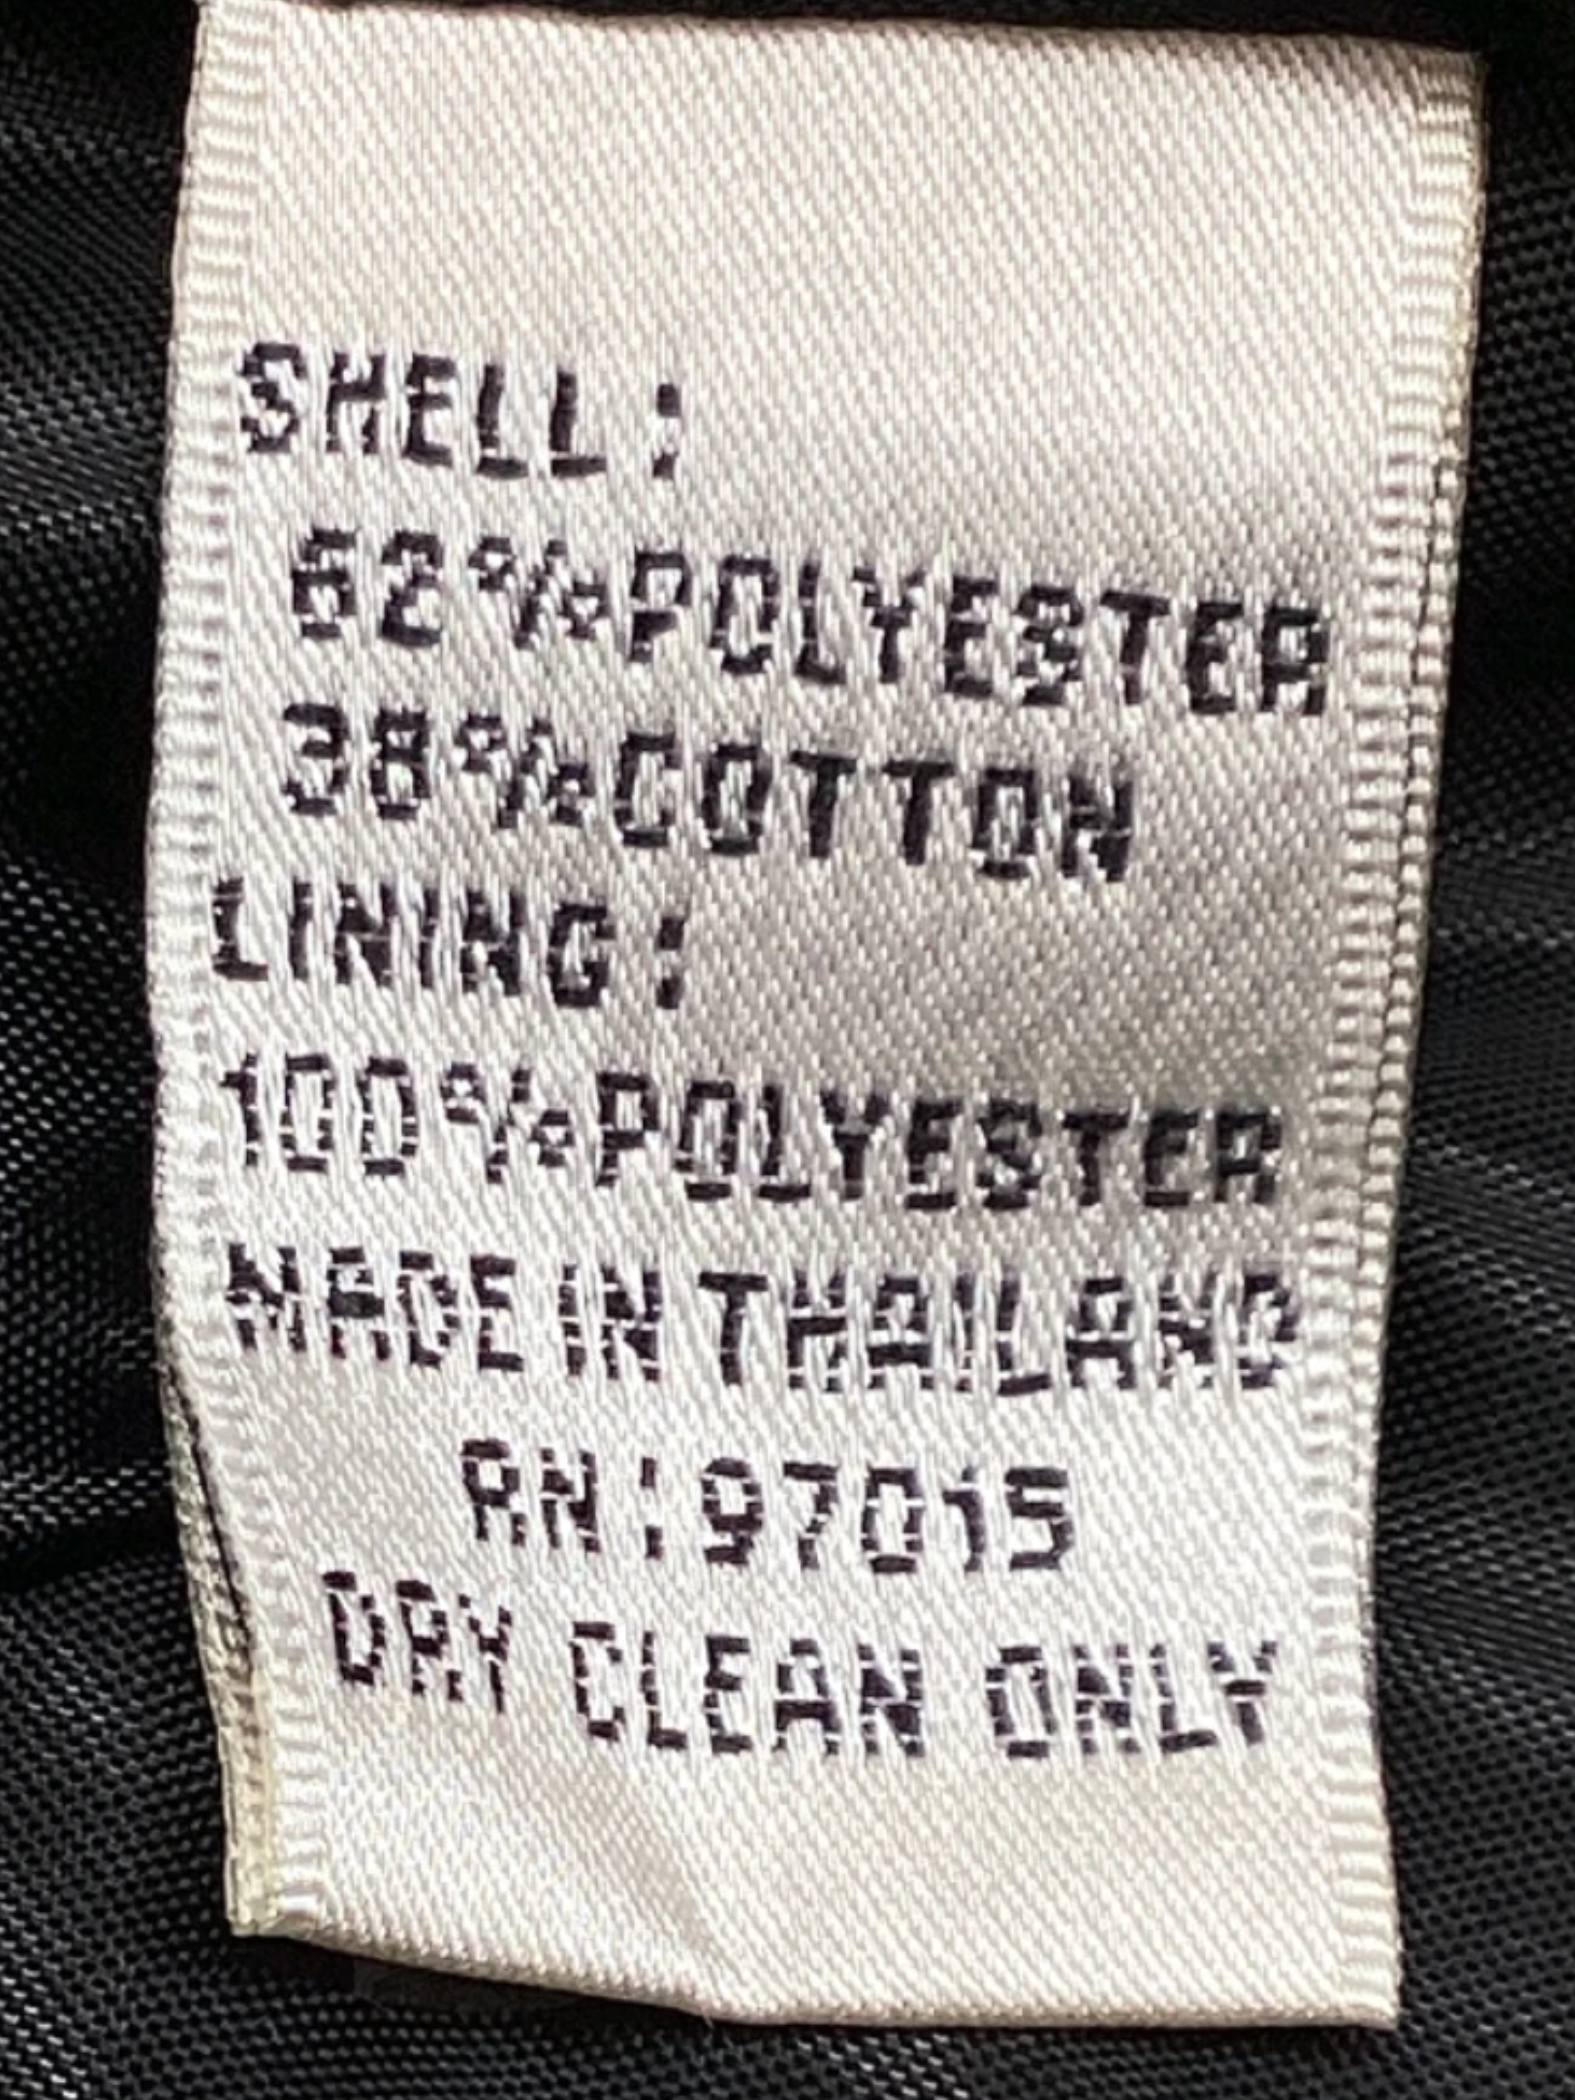 SHELL:
62%POLYESTER
38%COTTON
LINING:
100%POLYESTER
MADE IN THAILAND
RN:97015
DRY CLEAN ONLY